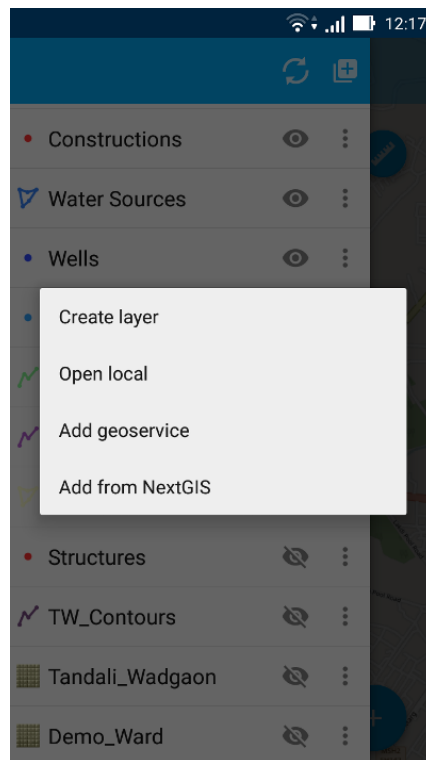 12:17
Constructions
Water Sources
Wells
Create layer
Open local
Add geoservice
Add from NextGIS
Structures
TW_Contours
Tandali_Wadgaon
Demo_Ward